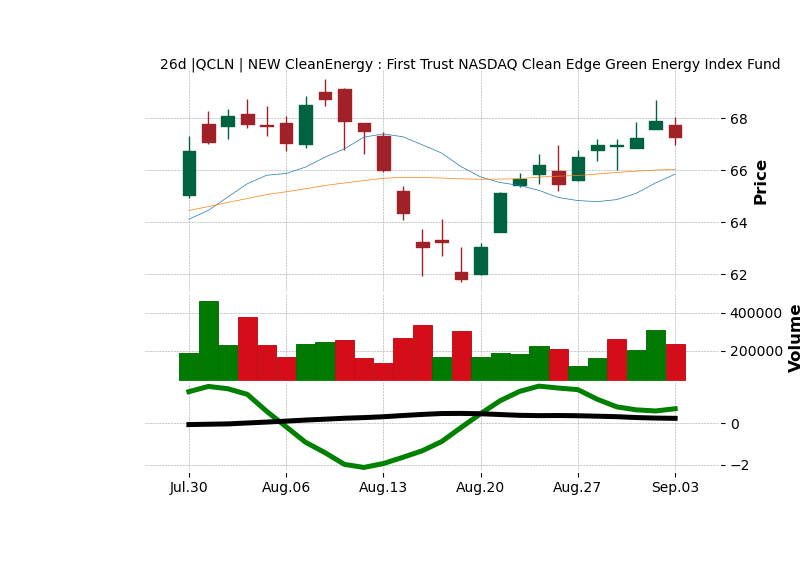 26d |QCLN | NEW CleanEnergy : First Trust NASDAQ Clean Edge Green Energy Index Fund
68
66
64
62
Price
400000
200000
Volume
0
−2
Jul.30 Aug.06 Aug.13 Aug.20 Aug.27 Sep.03